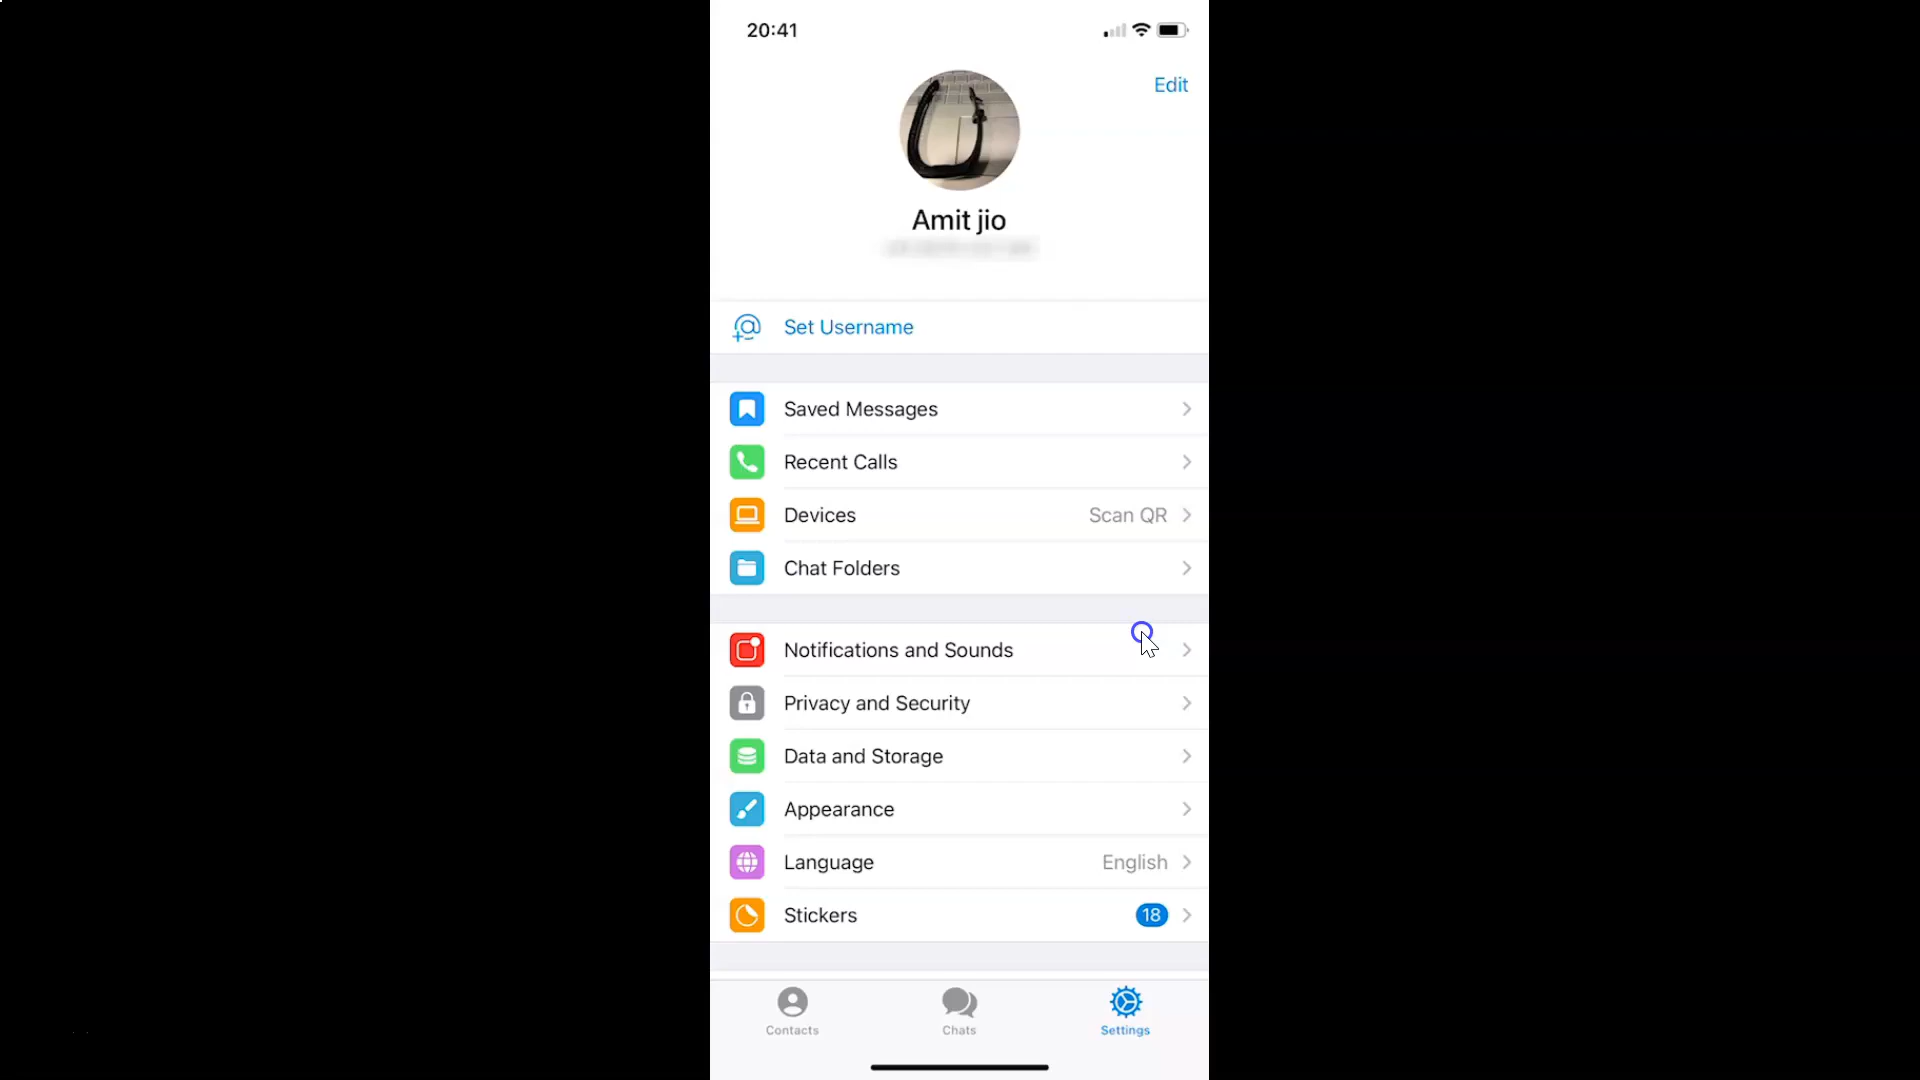 20:41
Edit
Amit jio
Set Username
Saved Messages
Recent Calls
Devices Scan QR
Chat Folders
Notifications and Sounds
Privacy and Security
Data and Storage
Appearance
Language English
Stickers 18
Contacts Chats Settings